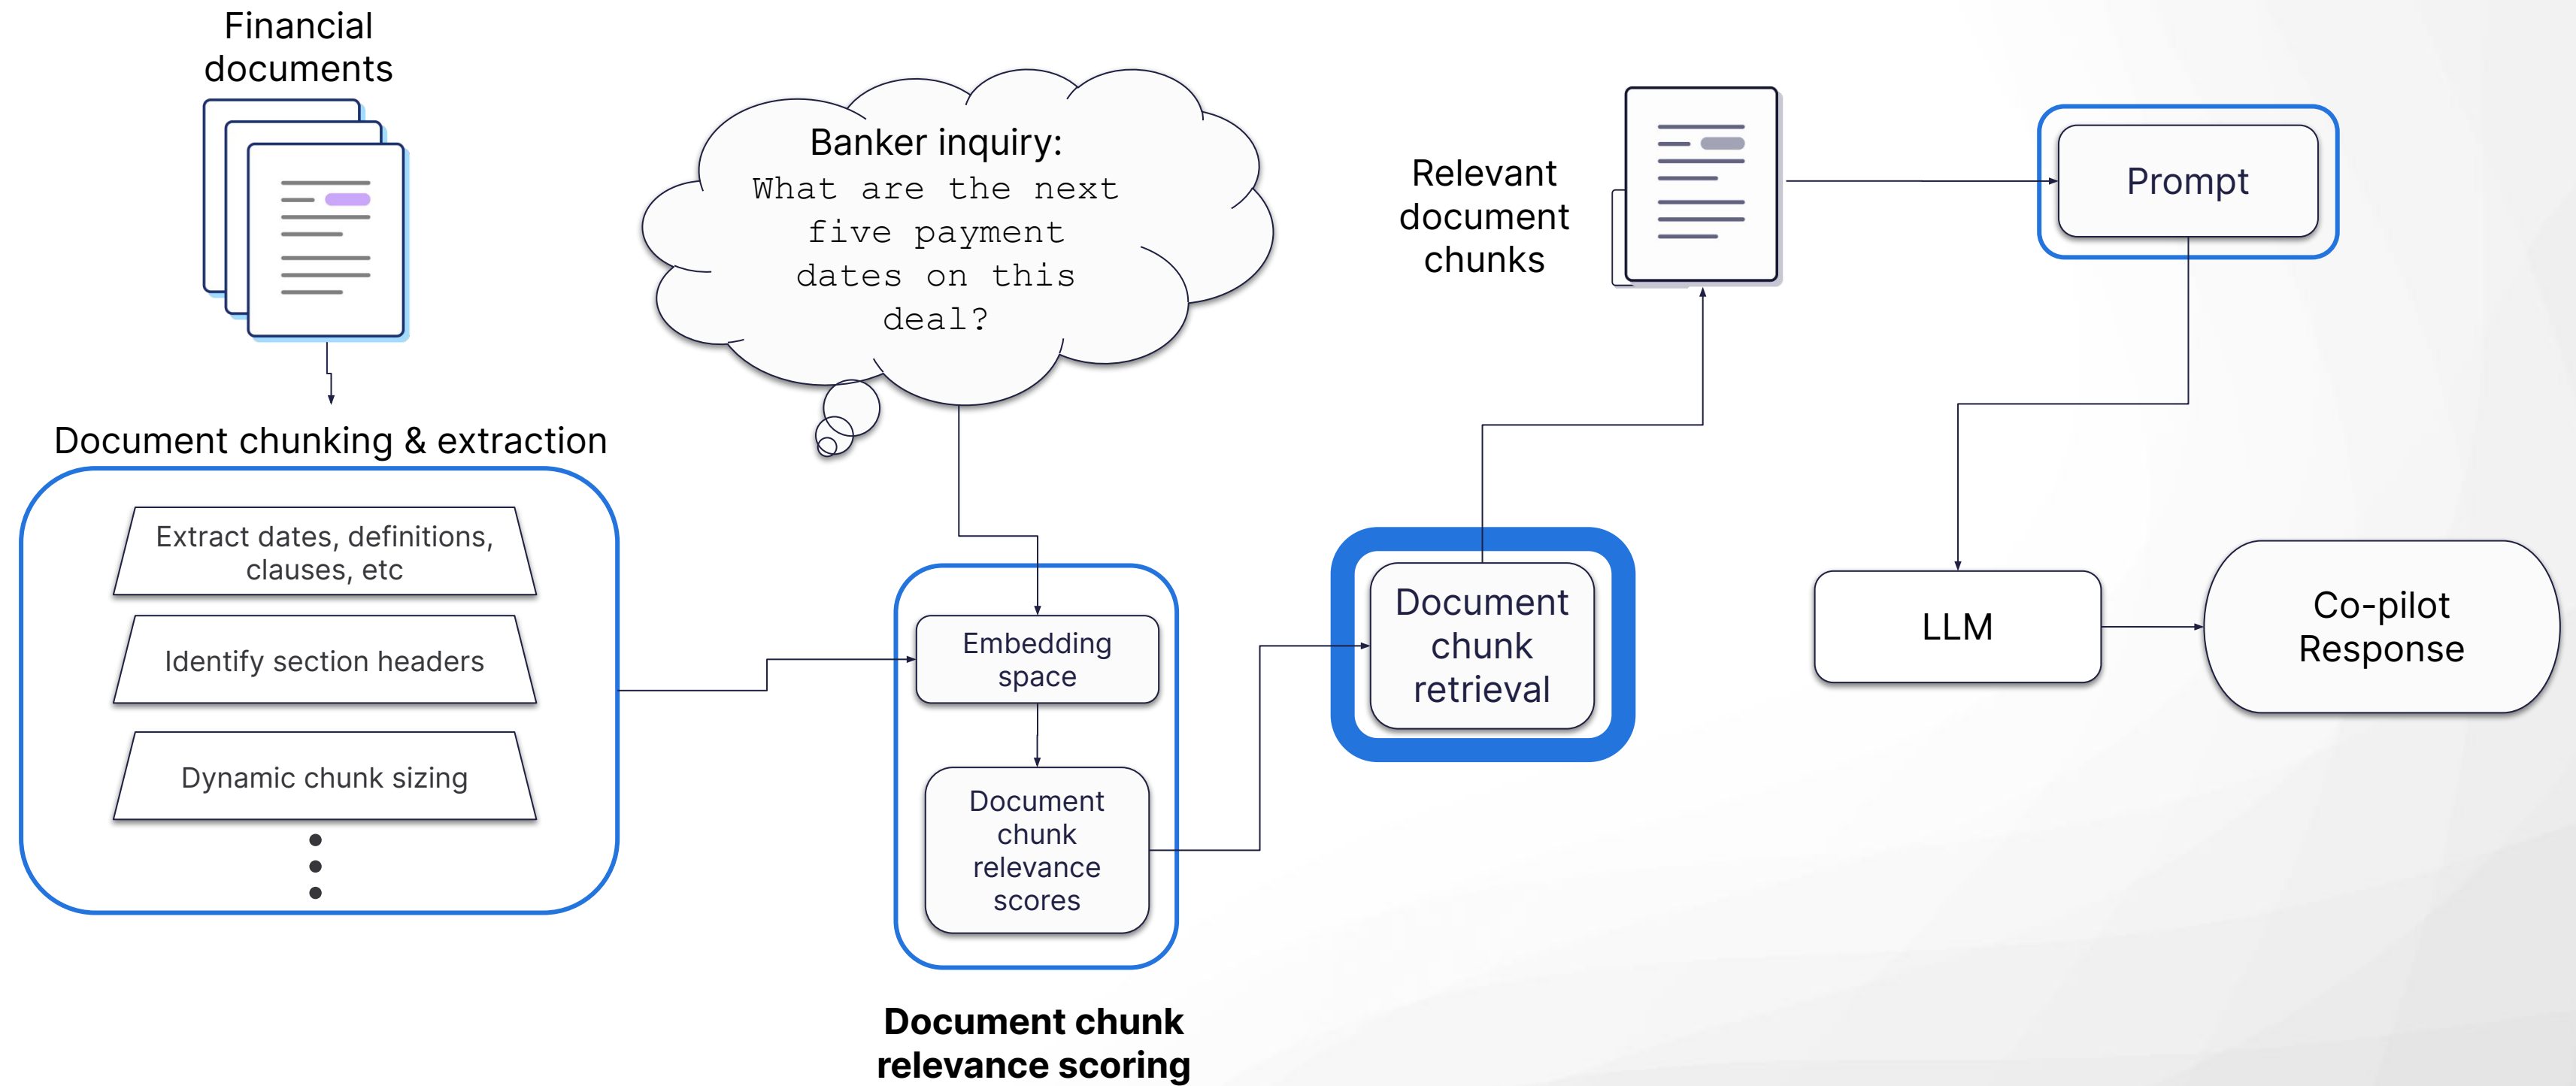 Financial
documents
Document chunking & extraction
Extract dates, definitions,
clauses, etc
Identify section headers
Dynamic chunk sizing
Banker inquiry:
What are the next
five payment
dates on this
deal?
Embedding
space
Document
chunk
relevance
scores
Document chunk
relevance scoring
Document
chunk
retrieval
Relevant
document
chunks
Prompt
LLM
Co-pilot
Response